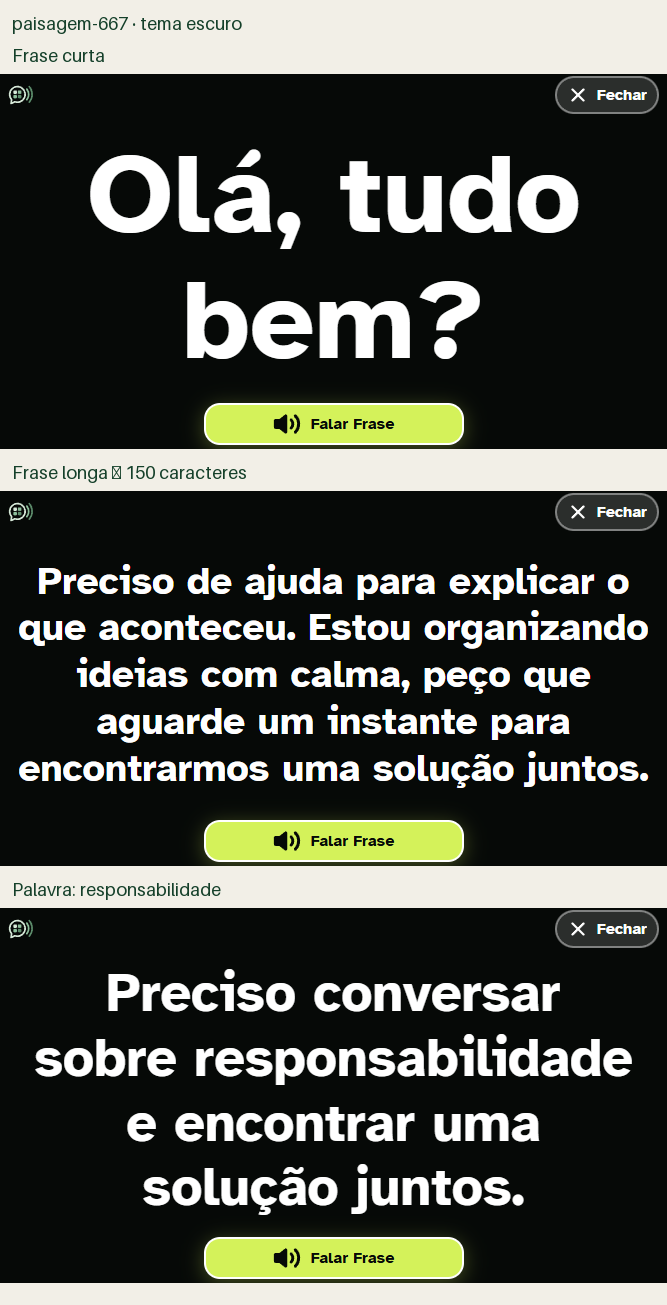 paisagem-667 · tema escuro
Frase curta
Fechar
Olá, tudo
bem?
Falar Frase
Frase longa 150 caracteres
Fechar
Preciso de ajuda para explicar o
que aconteceu. Estou organizando
ideias com calma, peço que
aguarde um instante para
encontrarmos uma solução juntos.
Falar Frase
Palavra: responsabilidade
Fechar
Preciso conversar
sobre responsabilidade
e encontrar uma
solução juntos.
Falar Frase